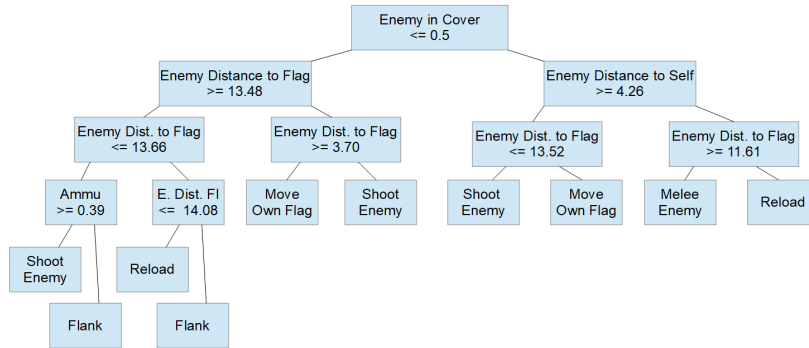 Enemy in Cover
<= 0.5
Enemy Distance to Flag
>= 13.48
Enemy Distance to Self
>= 4.26
Enemy Dist. to Flag
<= 13.66
Enemy Dist. to Flag
>= 3.70
Enemy Dist. to Flag
<= 13.52
Enemy Dist. to Flag
>= 11.61
Ammu
>= 0.39
E. Dist. Fl
<= 14.08
Move
Own Flag
Shoot
Enemy
Shoot
Enemy
Move
Own Flag
Melee
Enemy
Reload
Shoot
Enemy
Reload
Flank
Flank